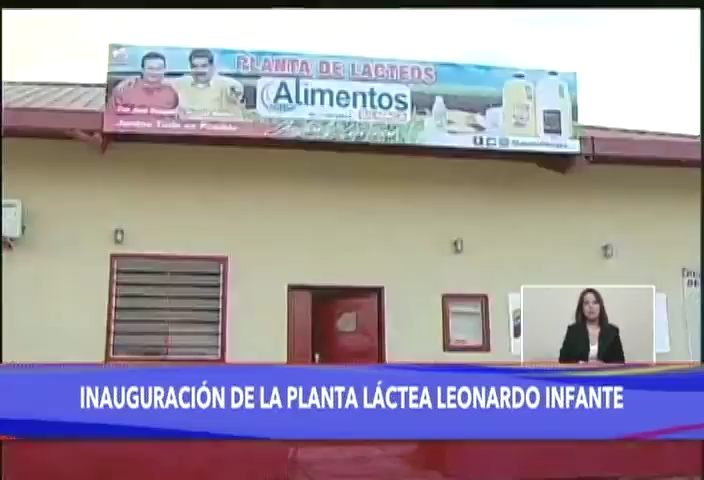 PLANTA DE LÁCTEOS
Alimentos
Juntos Todo es Posible
INAUGURACIÓN DE LA PLANTA LÁCTEA LEONARDO INFANTE